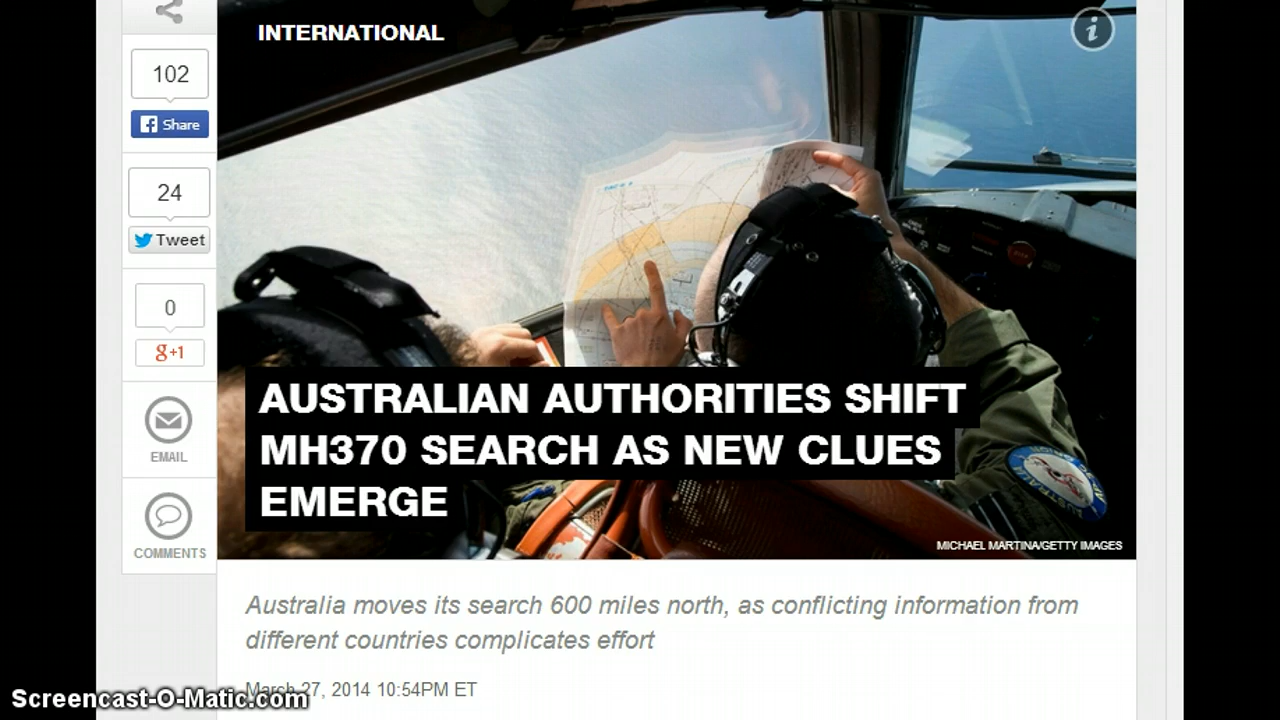 INTERNATIONAL
i
102
Share
24
Tweet
0
g+1
EMAIL
COMMENTS
AUSTRALIAN AUTHORITIES SHIFT
MH370 SEARCH AS NEW CLUES
EMERGE
MICHAEL MARTINA/GETTY IMAGES
Australia moves its search 600 miles north, as conflicting information from
different countries complicates effort
March 27, 2014 10:54PM ET
Screencast-O-Matic.com